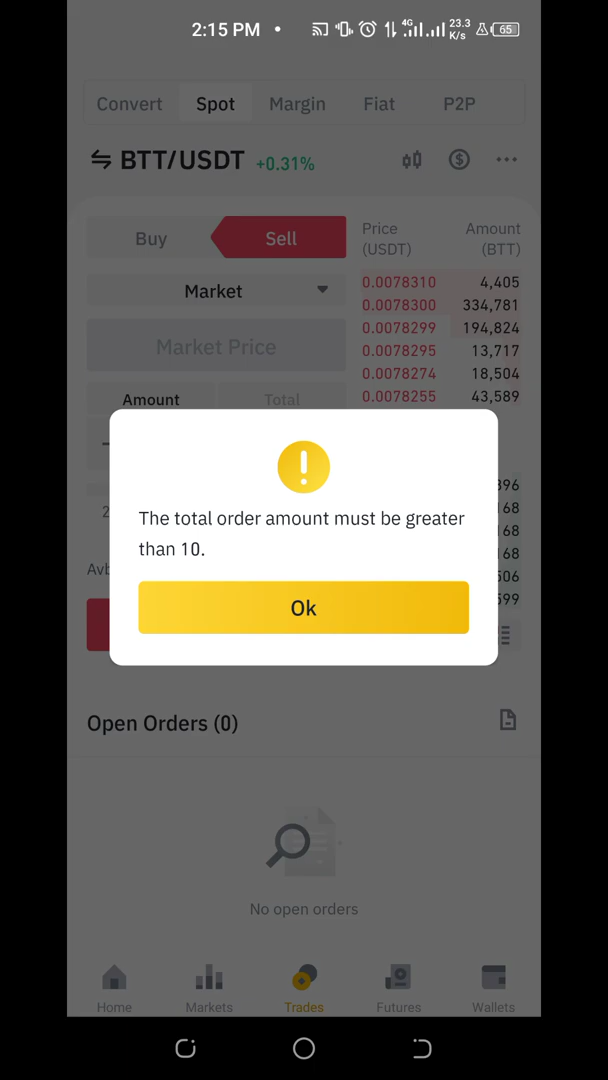 2:15 PM • 4G 23.3 K/s 65
Convert Spot Margin Fiat P2P
BTT/USDT +0.31%
Buy Sell
Price (USDT) Amount (BTT)
Market
Market Price
Amount Total
0.0078310 4,405
0.0078300 334,781
0.0078299 194,824
0.0078295 13,717
0.0078274 18,504
0.0078255 43,589
The total order amount must be greater
than 10.
Ok
Open Orders (0)
No open orders
Home Markets Trades Futures Wallets